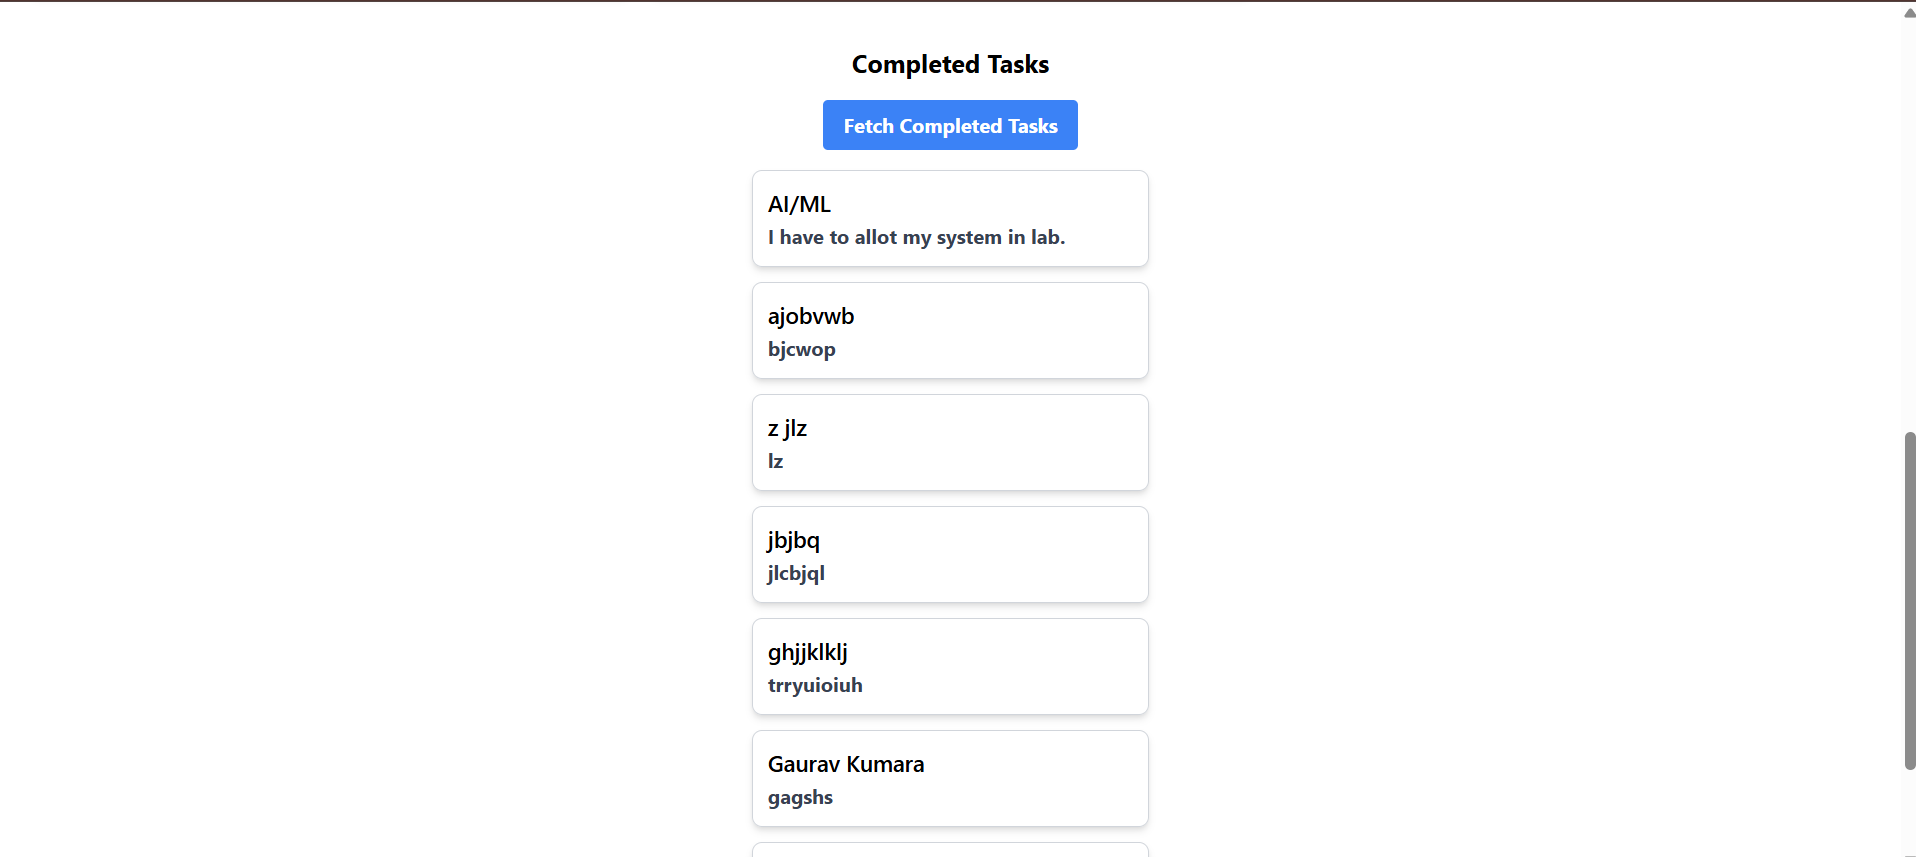 Completed Tasks
Fetch Completed Tasks
AI/ML
I have to allot my system in lab.
ajobvwb
bjcwop
z jlz
lz
jbjbq
jlcbjql
ghjjklklj
trryuioiuh
Gaurav Kumara
gagshs